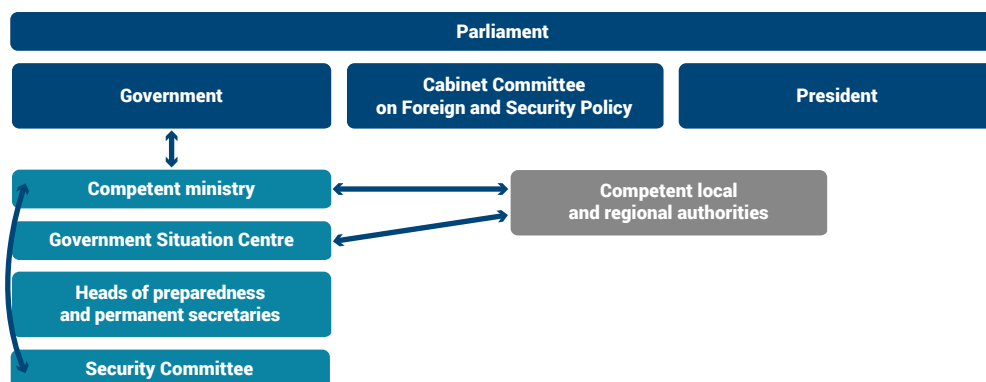 Parliament
Government
Cabinet Committee
on Foreign and Security Policy
President
Competent ministry
Competent local
and regional authorities
Government Situation Centre
Heads of preparedness
and permanent secretaries
Security Committee